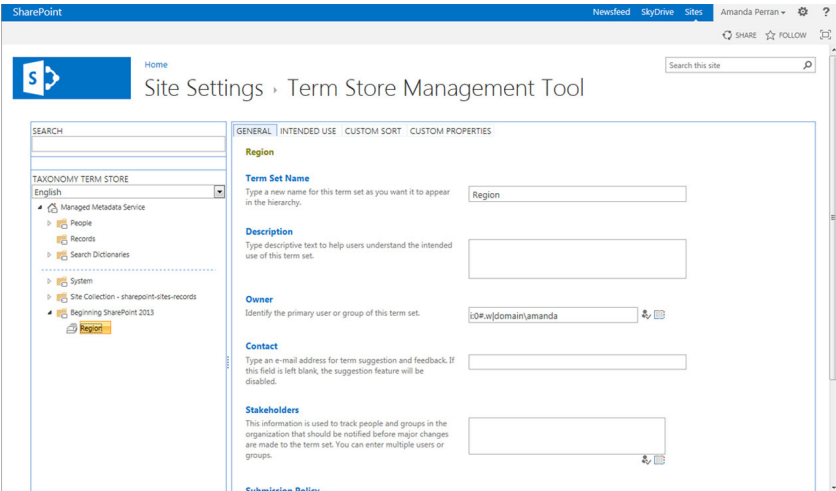 SharePoint Newsfeed SkyDrive Sites Amanda Perran ?
SHARE FOLLOW
S
Home
Search this site
Site Settings › Term Store Management Tool
SEARCH
TAXONOMY TERM STORE
English
Managed Metadata Service
People
Records
Search Dictionaries
System
Site Collection - sharepoint-sites-records
Beginning SharePoint 2013
Region
GENERAL INTENDED USE CUSTOM SORT CUSTOM PROPERTIES
Region
Term Set Name
Type a new name for this term set as you want it to appear
in the hierarchy.
Region
Description
Type descriptive text to help users understand the intended
use of this term set.
Owner
Identify the primary user or group of this term set.
i:0#.w|domain\amanda
Contact
Type an e-mail address for term suggestion and feedback. If
this field is left blank, the suggestion feature will be
disabled.
Stakeholders
This information is used to track people and groups in the
organization that should be notified before major changes
are made to the term set. You can enter multiple users or
groups.
Submission Policy